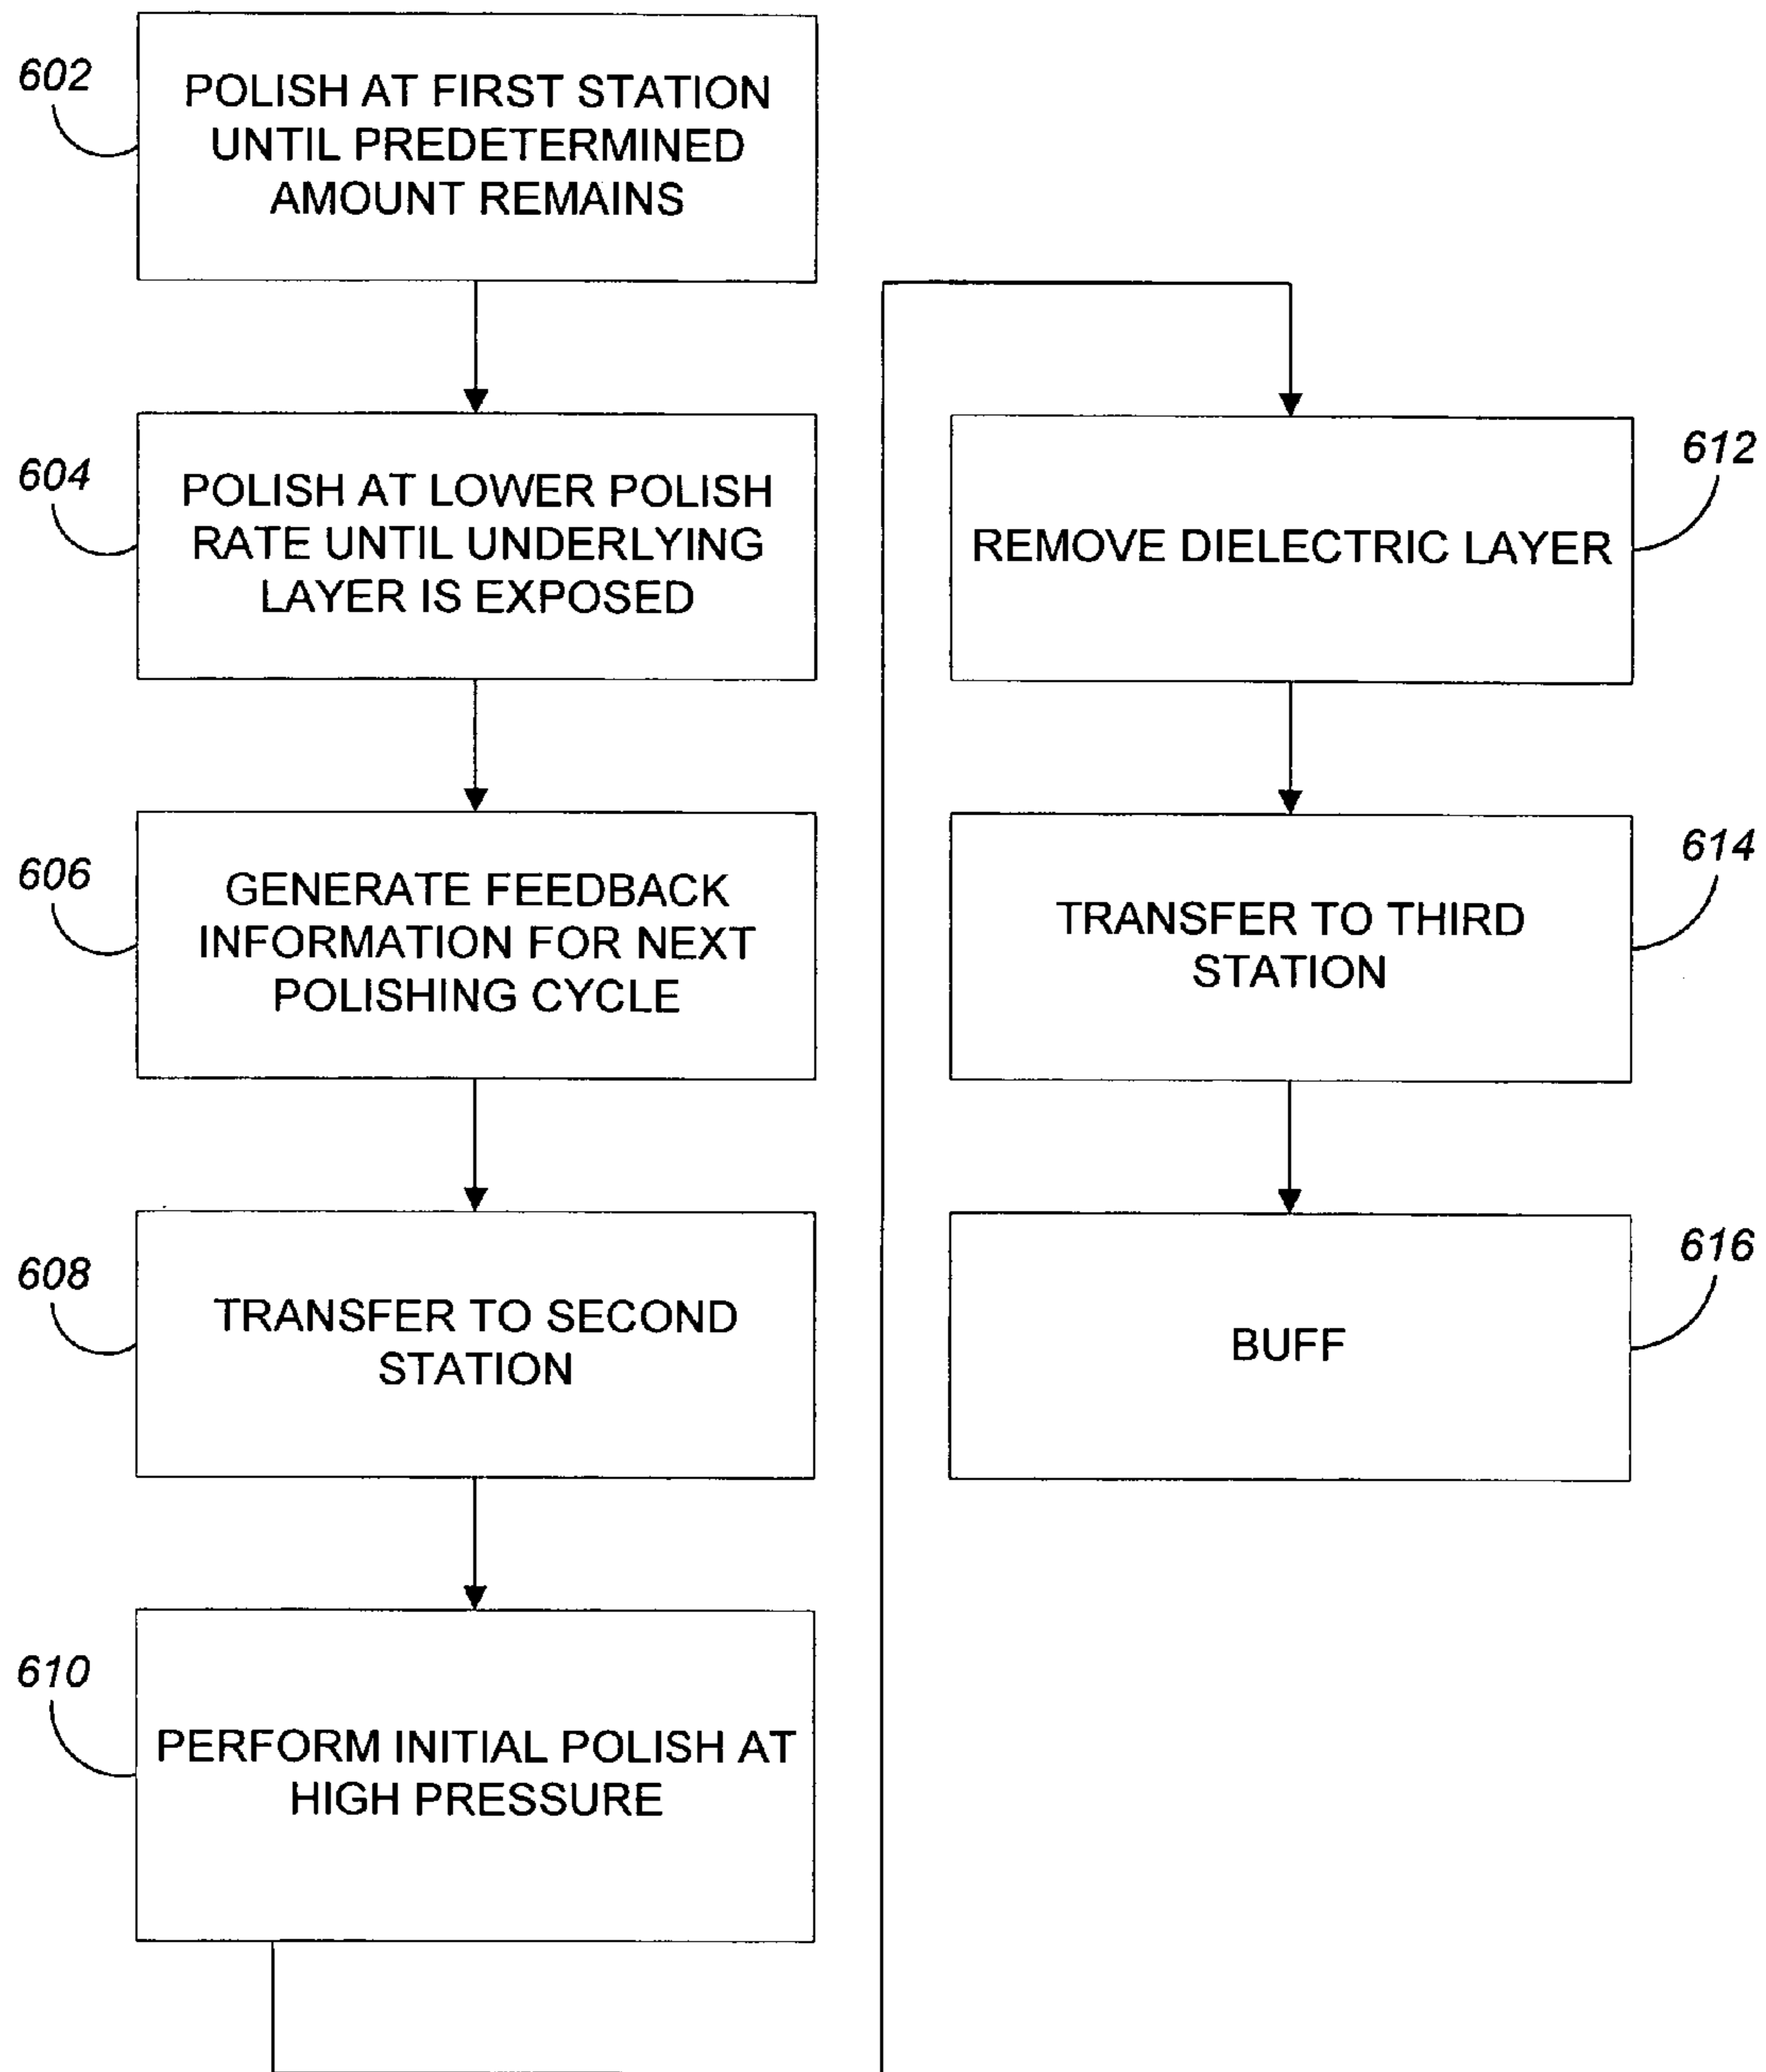 602
POLISH AT FIRST STATION
UNTIL PREDETERMINED
AMOUNT REMAINS
604
POLISH AT LOWER POLISH
RATE UNTIL UNDERLYING
LAYER IS EXPOSED
606
GENERATE FEEDBACK
INFORMATION FOR NEXT
POLISHING CYCLE
608
TRANSFER TO SECOND
STATION
610
PERFORM INITIAL POLISH AT
HIGH PRESSURE
612
REMOVE DIELECTRIC LAYER
614
TRANSFER TO THIRD
STATION
616
BUFF